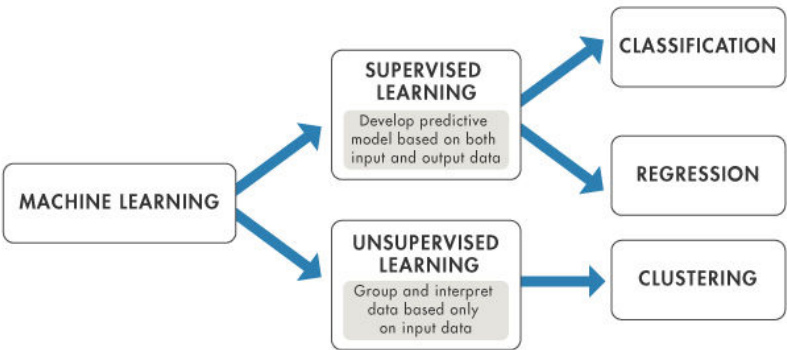 MACHINE LEARNING
SUPERVISED
LEARNING
Develop predictive
model based on both
input and output data
UNSUPERVISED
LEARNING
Group and interpret
data based only
on input data
CLASSIFICATION
REGRESSION
CLUSTERING